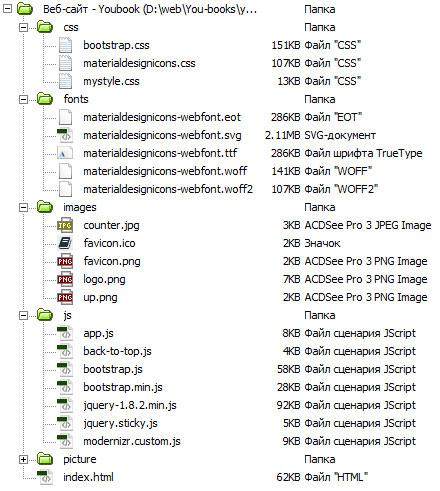 Веб-сайт - Youbook (D:\web\You-books\y... Папка
css Папка
bootstrap.css 151KB Файл "CSS"
materialdesignicons.css 107KB Файл "CSS"
mystyle.css 13KB Файл "CSS"
fonts Папка
materialdesignicons-webfont.eot 286KB Файл "EOT"
materialdesignicons-webfont.svg 2.11MB SVG-документ
materialdesignicons-webfont.ttf 286KB Файл шрифта TrueType
materialdesignicons-webfont.woff 141KB Файл "WOFF"
materialdesignicons-webfont.woff2 107KB Файл "WOFF2"
images Папка
counter.jpg 3KB ACDSee Pro 3 JPEG Image
favicon.ico 2KB Значок
favicon.png 2KB ACDSee Pro 3 PNG Image
logo.png 7KB ACDSee Pro 3 PNG Image
up.png 2KB ACDSee Pro 3 PNG Image
js Папка
app.js 8KB Файл сценария JScript
back-to-top.js 4KB Файл сценария JScript
bootstrap.js 58KB Файл сценария JScript
bootstrap.min.js 28KB Файл сценария JScript
jquery-1.8.2.min.js 92KB Файл сценария JScript
jquery.sticky.js 5KB Файл сценария JScript
modernizr.custom.js 9KB Файл сценария JScript
picture Папка
index.html 62KB Файл "HTML"